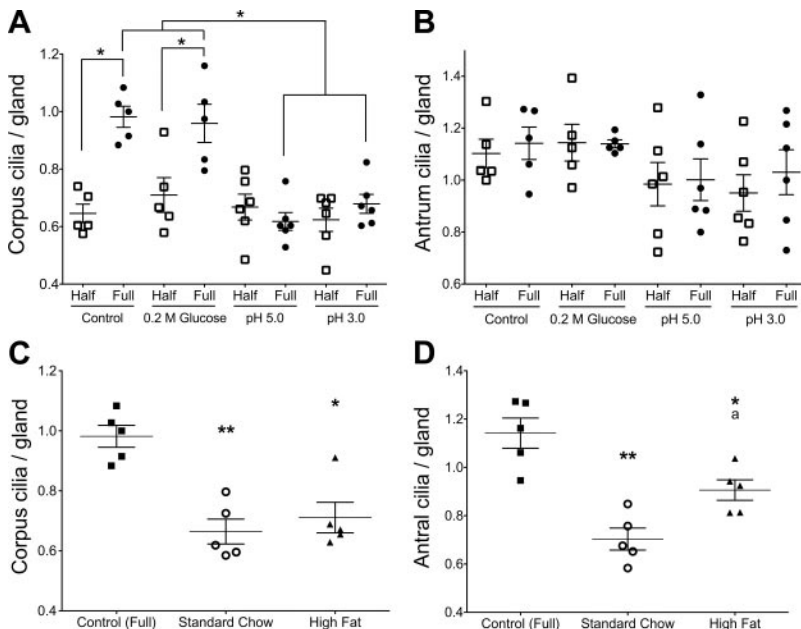 A
Corpus cilia / gland
1.2
1.0
0.8
0.6
0.4
*
*
*
Half Full Half Full Half Full Half Full
Control 0.2 M Glucose pH 5.0 pH 3.0
B
Antrum cilia / gland
1.4
1.2
1.0
0.8
0.6
Half Full Half Full Half Full Half Full
Control 0.2 M Glucose pH 5.0 pH 3.0
C
Corpus cilia / gland
1.2
1.0
0.8
0.6
0.4
**
*
Control (Full) Standard Chow High Fat
D
Antral cilia / gland
1.4
1.2
1.0
0.8
0.6
0.4
**
*
a
Control (Full) Standard Chow High Fat